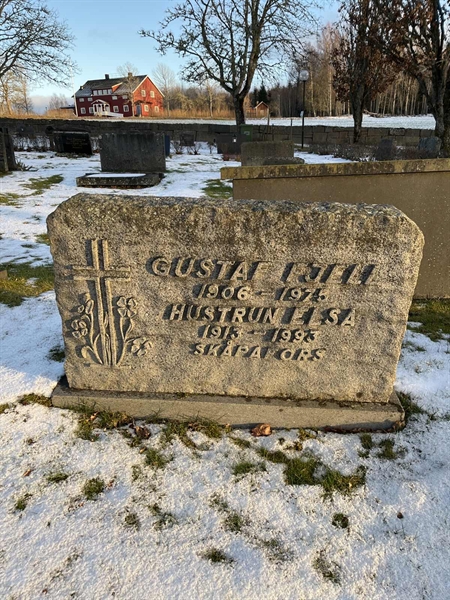 GUSTAF FJELL
1906 - 1975
HUSTRUN ELSA
1913 - 1993
SKÅPAFORS